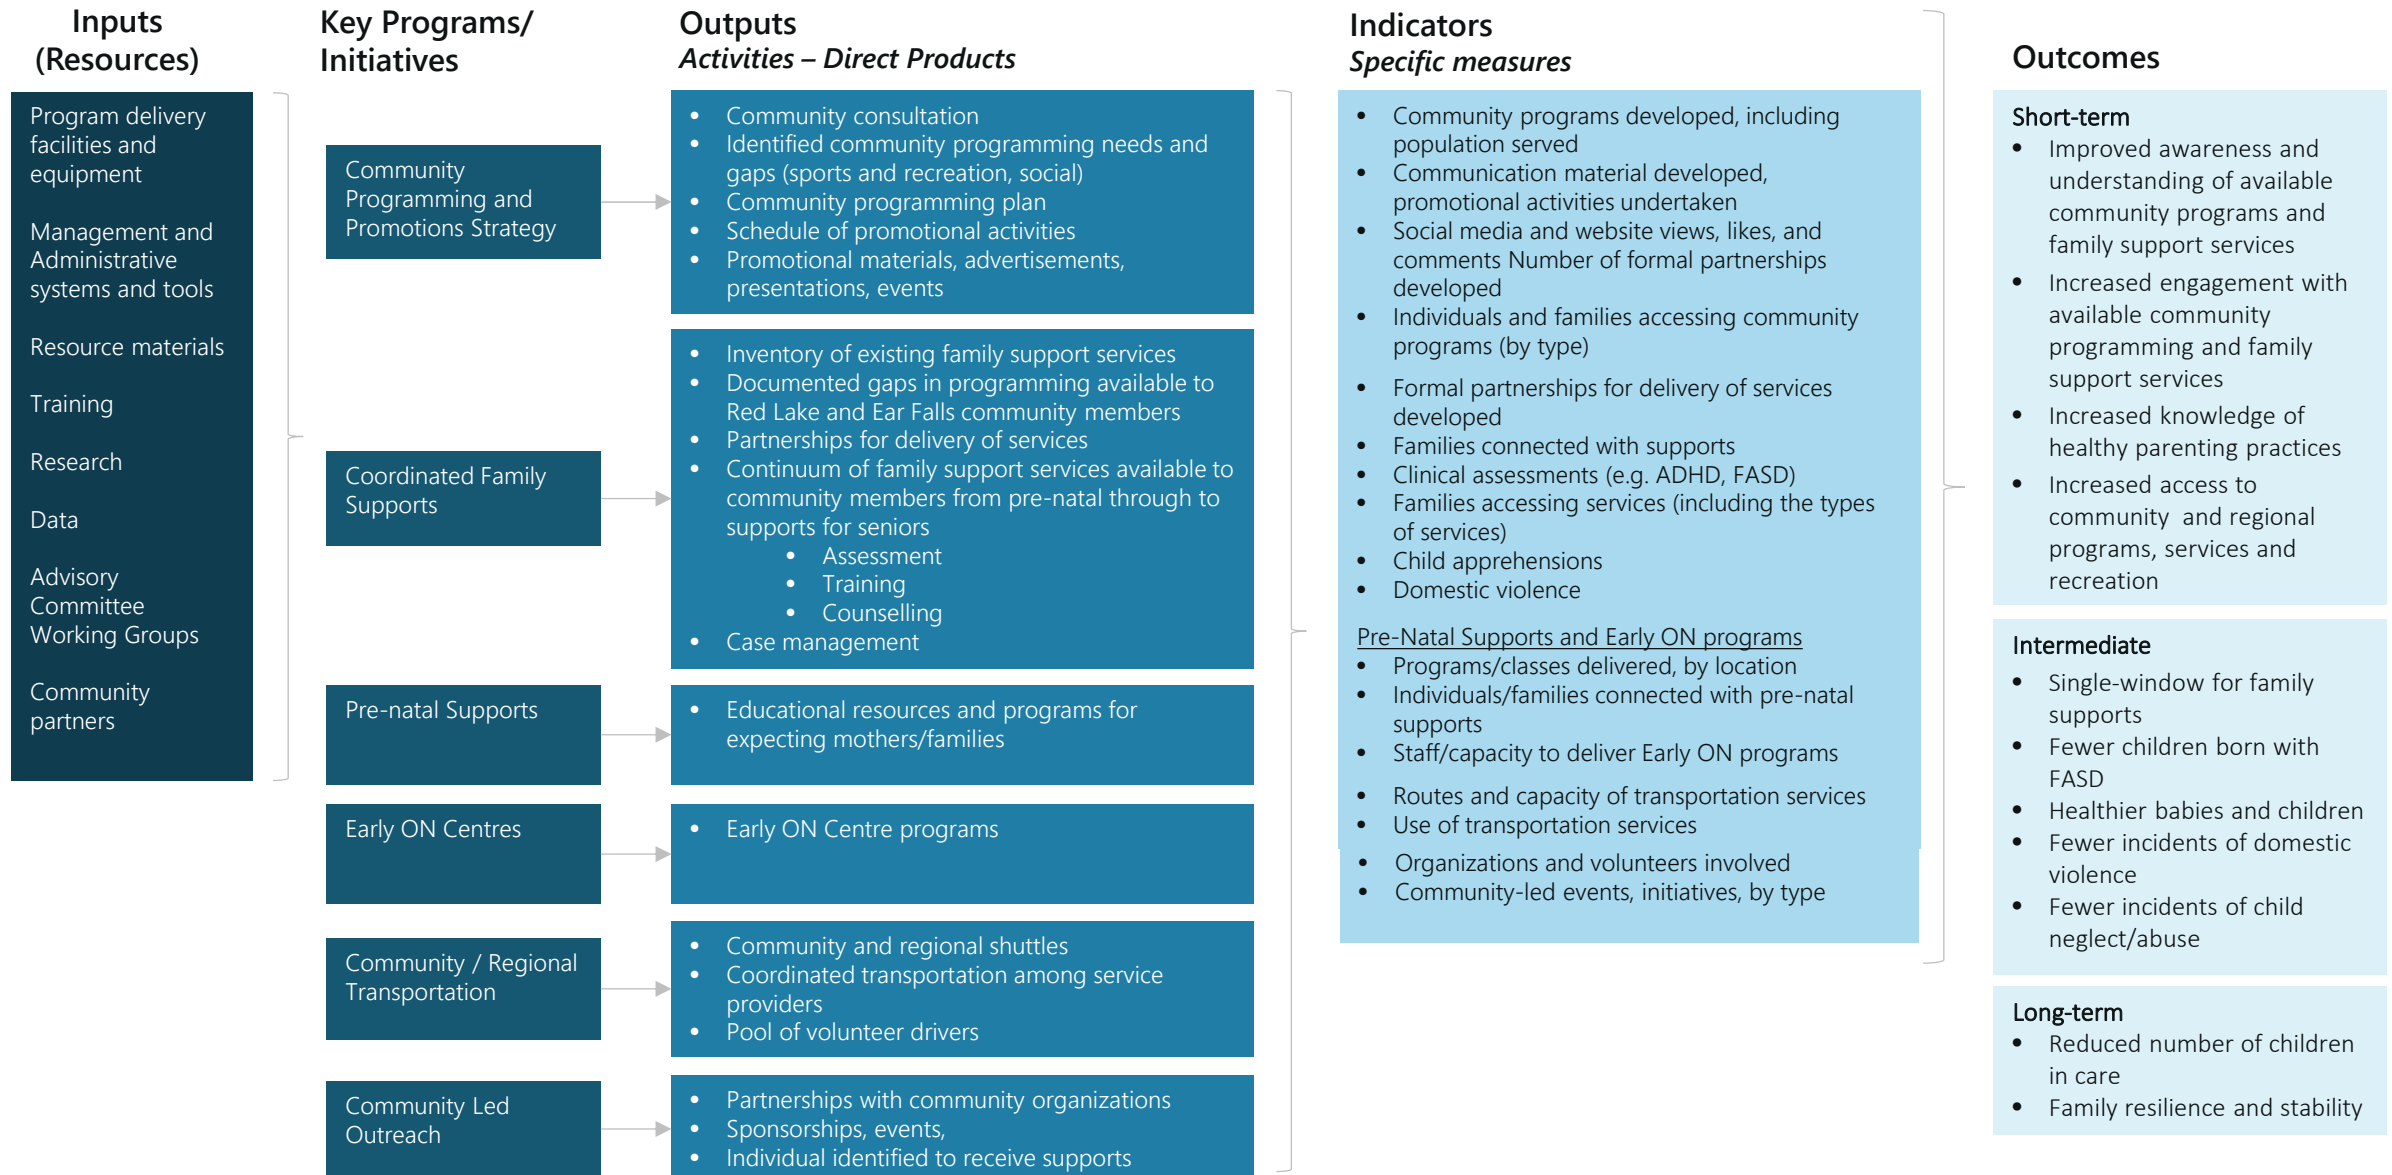 Inputs
(Resources)
Program delivery
facilities and
equipment
Management and
Administrative
systems and tools
Resource materials
Training
Research
Data
Advisory
Committee
Working Groups
Community
partners
Key Programs/
Initiatives
Community
Programming and
Promotions Strategy
Coordinated Family
Supports
Pre-natal Supports
Early ON Centres
Community / Regional
Transportation
Community Led
Outreach
Outputs
Activities – Direct Products
• Community consultation
• Identified community programming needs and
gaps (sports and recreation, social)
• Community programming plan
• Schedule of promotional activities
• Promotional materials, advertisements,
presentations, events
• Inventory of existing family support services
• Documented gaps in programming available to
Red Lake and Ear Falls community members
• Partnerships for delivery of services
• Continuum of family support services available to
community members from pre-natal through to
supports for seniors
• Assessment
• Training
• Counselling
• Case management
• Educational resources and programs for
expecting mothers/families
• Early ON Centre programs
• Community and regional shuttles
• Coordinated transportation among service
providers
• Pool of volunteer drivers
• Partnerships with community organizations
• Sponsorships, events,
• Individual identified to receive supports
Indicators
Specific measures
• Community programs developed, including
population served
• Communication material developed,
promotional activities undertaken
• Social media and website views, likes, and
comments Number of formal partnerships
developed
• Individuals and families accessing community
programs (by type)
• Formal partnerships for delivery of services
developed
• Families connected with supports
• Clinical assessments (e.g. ADHD, FASD)
• Families accessing services (including the types
of services)
• Child apprehensions
• Domestic violence
Pre-Natal Supports and Early ON programs
• Programs/classes delivered, by location
• Individuals/families connected with pre-natal
supports
• Staff/capacity to deliver Early ON programs
• Routes and capacity of transportation services
• Use of transportation services
• Organizations and volunteers involved
• Community-led events, initiatives, by type
Outcomes
Short-term
• Improved awareness and
understanding of available
community programs and
family support services
• Increased engagement with
available community
programming and family
support services
• Increased knowledge of
healthy parenting practices
• Increased access to
community and regional
programs, services and
recreation
Intermediate
• Single-window for family
supports
• Fewer children born with
FASD
• Healthier babies and children
• Fewer incidents of domestic
violence
• Fewer incidents of child
neglect/abuse
Long-term
• Reduced number of children
in care
• Family resilience and stability